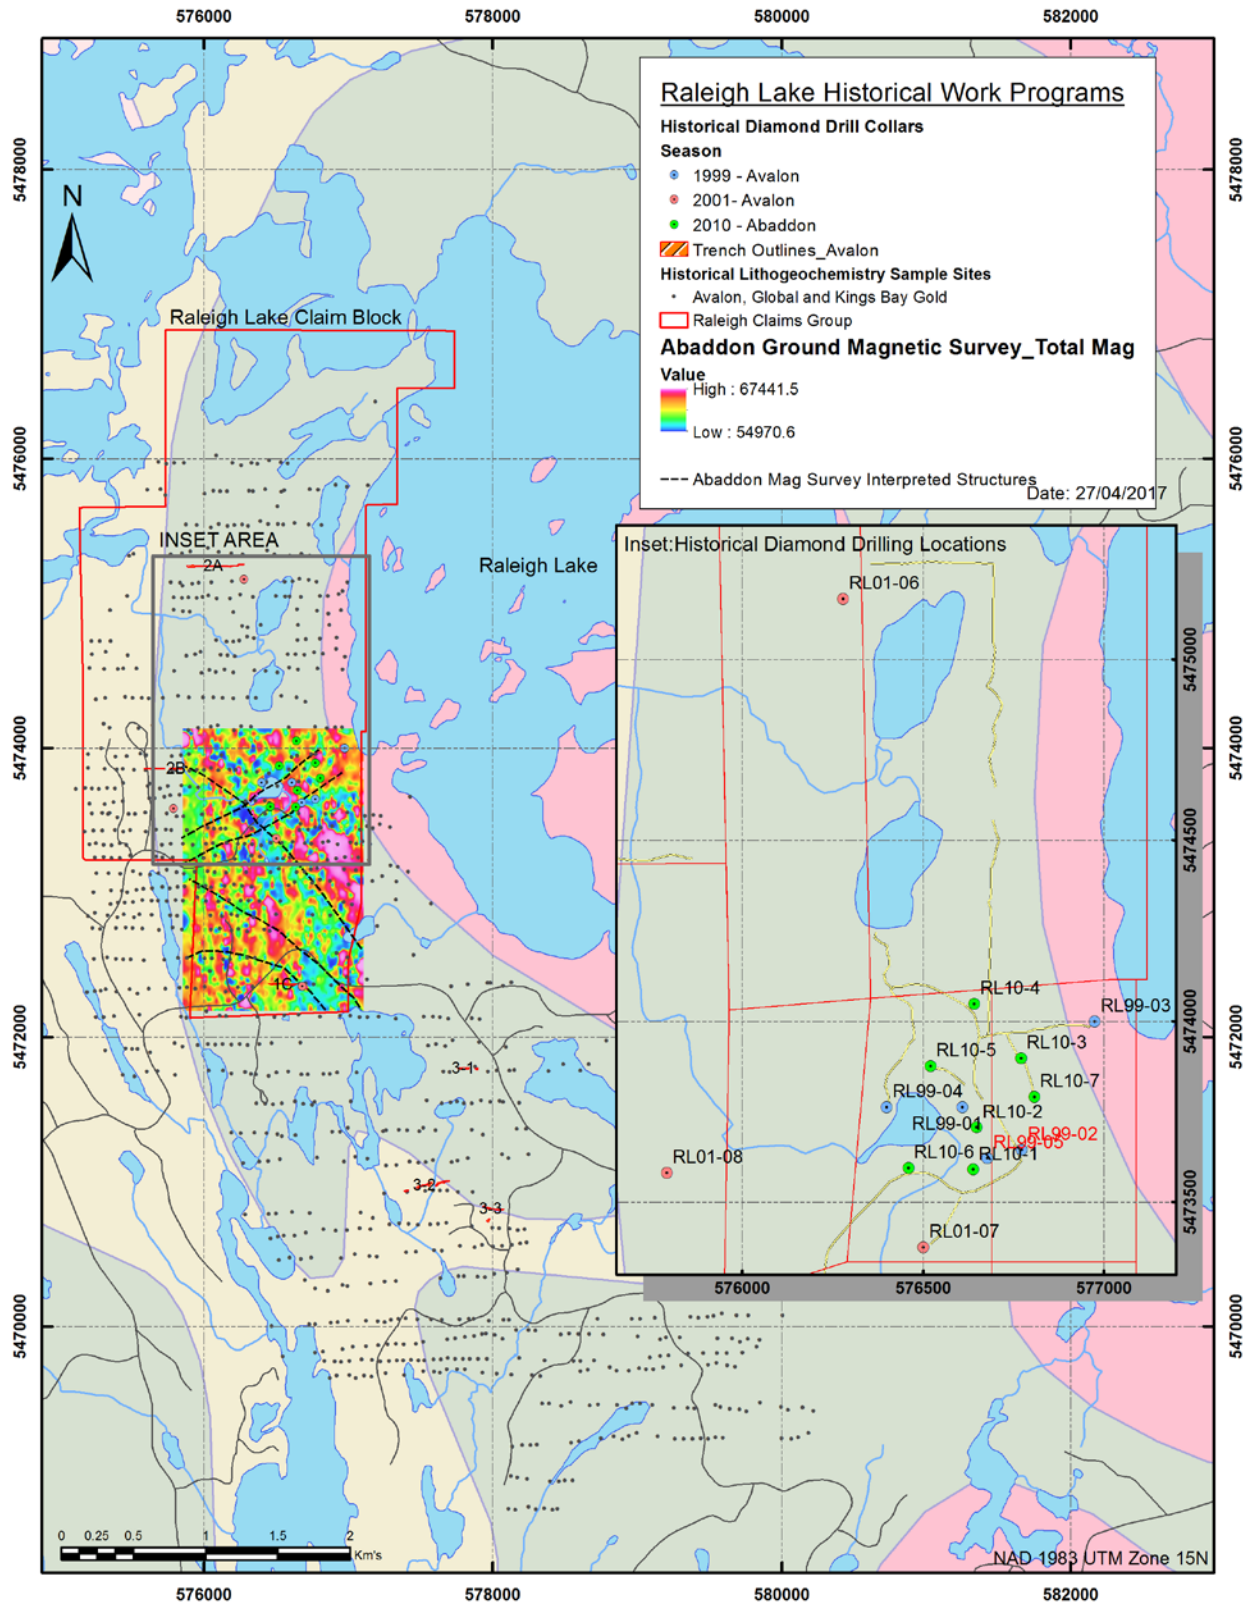 576000 578000 580000 582000
5478000
5478000
N
Raleigh Lake Historical Work Programs
Historical Diamond Drill Collars
Season
1999 - Avalon
2001- Avalon
2010 - Abaddon
Trench Outlines_Avalon
Historical Lithogeochemistry Sample Sites
Avalon, Global and Kings Bay Gold
Raleigh Claims Group
Abaddon Ground Magnetic Survey_Total Mag
Value
High : 67441.5
Low : 54970.6
Abaddon Mag Survey Interpreted Structures
Date: 27/04/2017
Raleigh Lake Claim Block
5476000
5476000
INSET AREA
2A
Raleigh Lake
5474000
5474000
2B
1C
5472000
5472000
3-1
3-2
3-3
5470000
5470000
Inset:Historical Diamond Drilling Locations
RL01-06
5475000
5474500
RL10-4
RL99-03
5474000
RL10-5
RL10-3
RL99-04
RL10-7
RL99-01
RL10-2
RL99-02
RL99-05
RL10-6
RL10-1
RL01-08
5473500
RL01-07
576000 576500 577000
0 0.25 0.5 1 1.5 2
Km's
NAD 1983 UTM Zone 15N
576000 578000 580000 582000